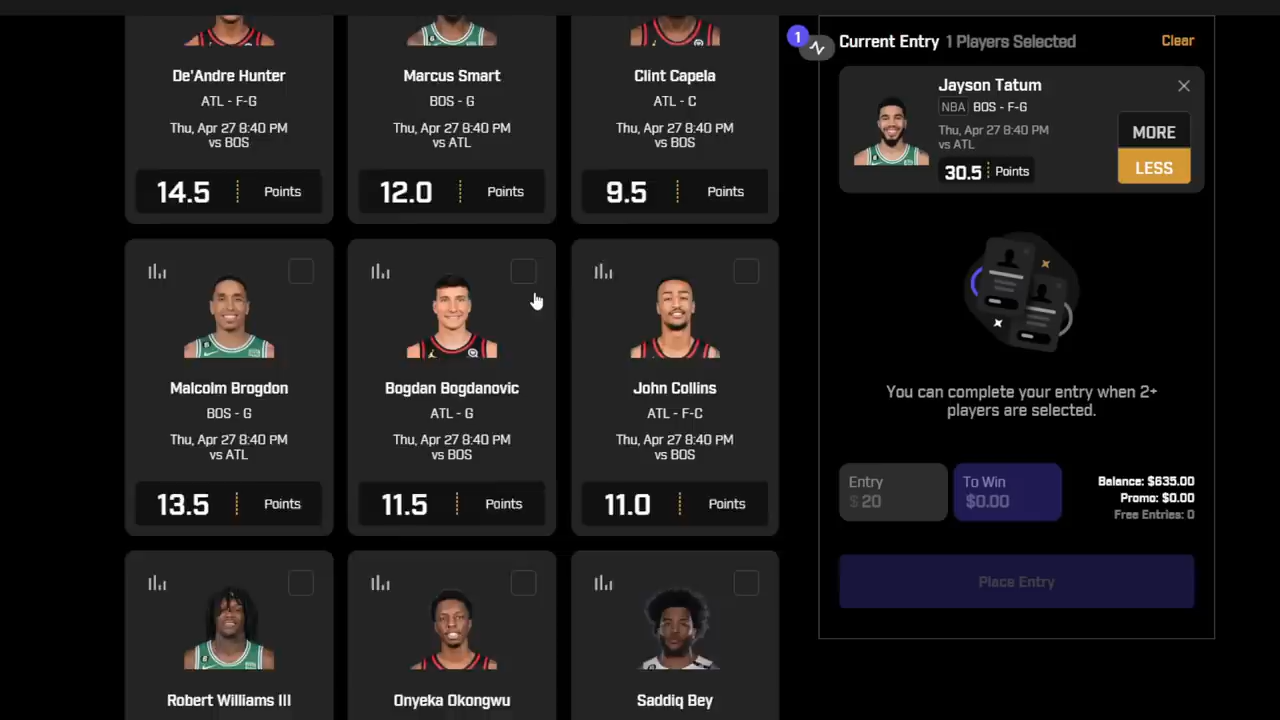 De'Andre Hunter
ATL - F-G
Thu, Apr 27 8:40 PM
vs BOS
14.5 Points
Marcus Smart
BOS - G
Thu, Apr 27 8:40 PM
vs ATL
12.0 Points
Clint Capela
ATL - C
Thu, Apr 27 8:40 PM
vs BOS
9.5 Points
Malcolm Brogdon
BOS - G
Thu, Apr 27 8:40 PM
vs ATL
13.5 Points
Bogdan Bogdanovic
ATL - G
Thu, Apr 27 8:40 PM
vs BOS
11.5 Points
John Collins
ATL - F-C
Thu, Apr 27 8:40 PM
vs BOS
11.0 Points
Robert Williams III
Onyeka Okongwu
Saddiq Bey
1
Current Entry 1 Players Selected
Clear
Jayson Tatum
NBA BOS - F-G
Thu, Apr 27 8:40 PM
vs ATL
30.5 Points
MORE
LESS
You can complete your entry when 2+
players are selected.
Entry
$ 20
To Win
$0.00
Balance: $635.00
Promo: $0.00
Free Entries: 0
Place Entry